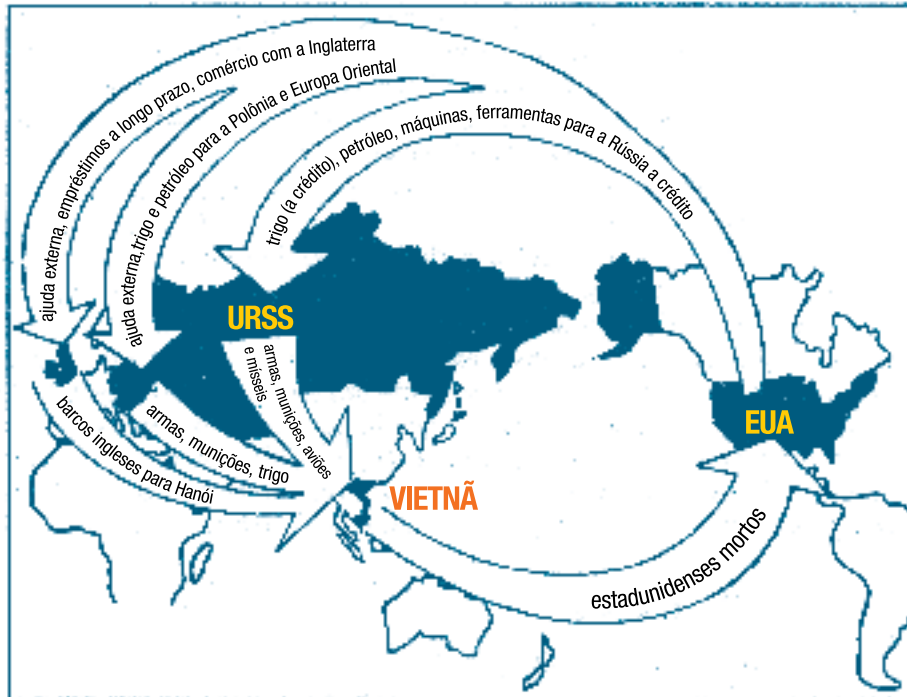 ajuda externa, empréstimos a longo prazo, comércio com a Inglaterra
ajuda externa,trigo e petróleo para a Polônia e Europa Oriental
trigo (a crédito), petróleo, máquinas, ferramentas para a Rússia a crédito
URSS
armas, munições, aviões
e mísseis
armas, munições, trigo
barcos ingleses para Hanói
VIETNÃ
EUA
estadunidenses mortos